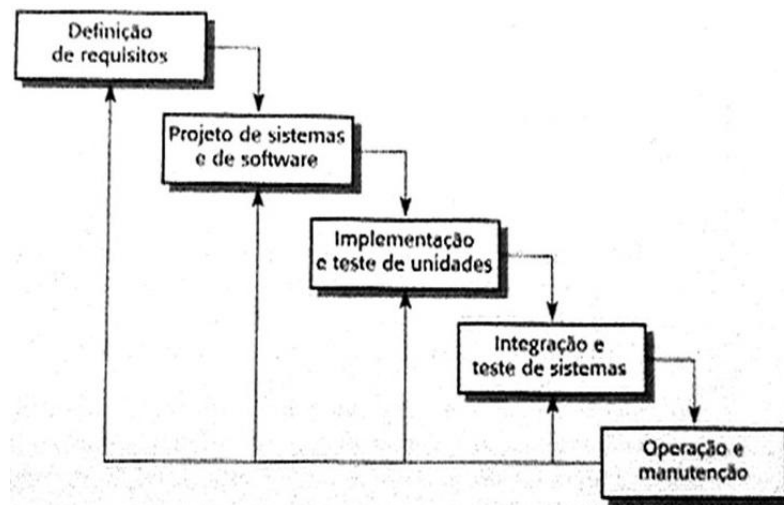 Definição
de requisitos
Projeto de sistemas
e de software
Implementação
e teste de unidades
Integração e
teste de sistemas
Operação e
manutenção